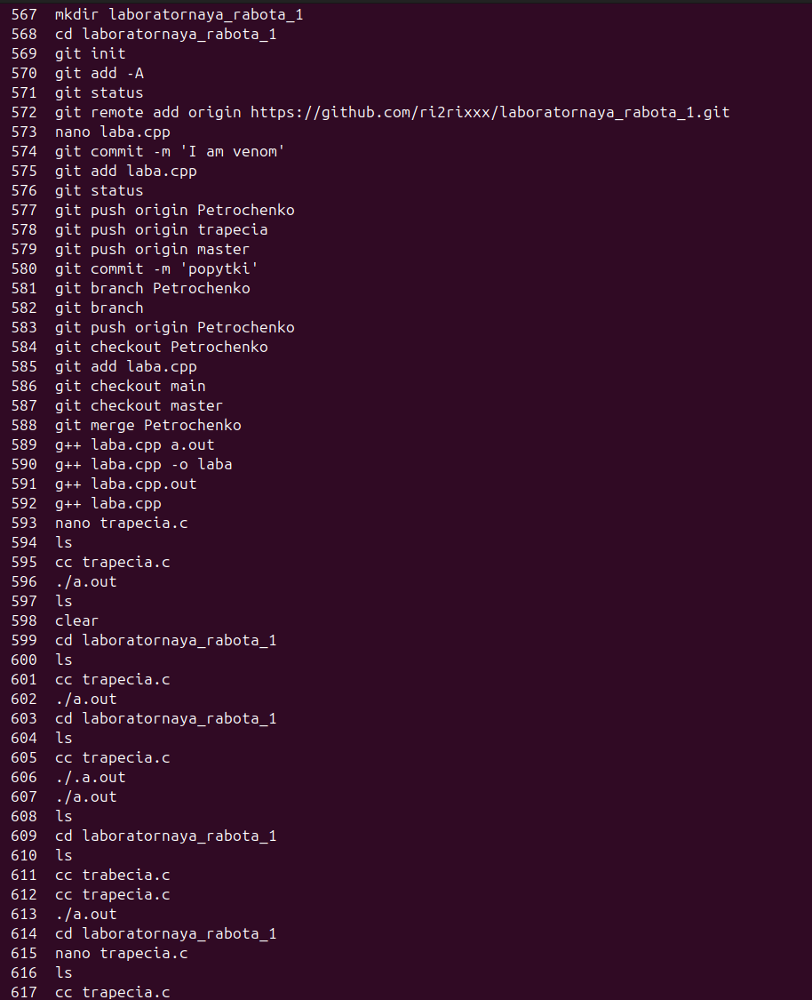 567 mkdir laboratornaya_rabota_1
568 cd laboratornaya_rabota_1
569 git init
570 git add -A
571 git status
572 git remote add origin https://github.com/ri2rixxx/laboratornaya_rabota_1.git
573 nano laba.cpp
574 git commit -m 'I am venom'
575 git add laba.cpp
576 git status
577 git push origin Petrochenko
578 git push origin trapecia
579 git push origin master
580 git commit -m 'popytki'
581 git branch Petrochenko
582 git branch
583 git push origin Petrochenko
584 git checkout Petrochenko
585 git add laba.cpp
586 git checkout main
587 git checkout master
588 git merge Petrochenko
589 g++ laba.cpp a.out
590 g++ laba.cpp -o laba
591 g++ laba.cpp.out
592 g++ laba.cpp
593 nano trapecia.c
594 ls
595 cc trapecia.c
596 ./a.out
597 ls
598 clear
599 cd laboratornaya_rabota_1
600 ls
601 cc trapecia.c
602 ./a.out
603 cd laboratornaya_rabota_1
604 ls
605 cc trapecia.c
606 ./.a.out
607 ./a.out
608 ls
609 cd laboratornaya_rabota_1
610 ls
611 cc trabecia.c
612 cc trapecia.c
613 ./a.out
614 cd laboratornaya_rabota_1
615 nano trapecia.c
616 ls
617 cc trapecia.c